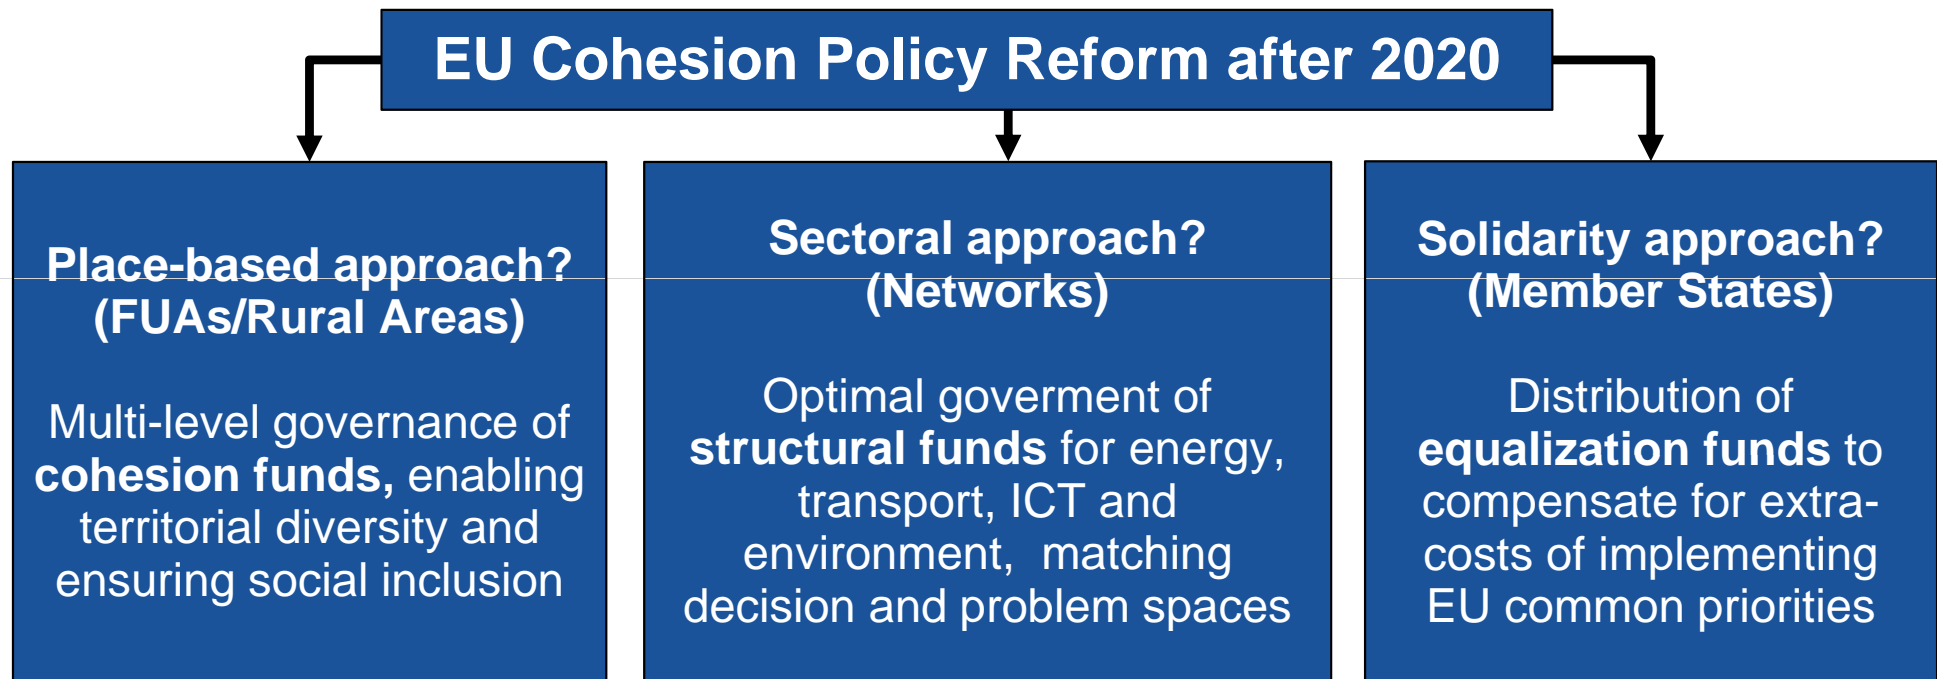 EU Cohesion Policy Reform after 2020
Place-based approach?
(FUAs/Rural Areas)
Multi-level governance of
cohesion funds, enabling
territorial diversity and
ensuring social inclusion
Sectoral approach?
(Networks)
Optimal goverment of
structural funds for energy,
transport, ICT and
environment, matching
decision and problem spaces
Solidarity approach?
(Member States)
Distribution of
equalization funds to
compensate for extra-
costs of implementing
EU common priorities